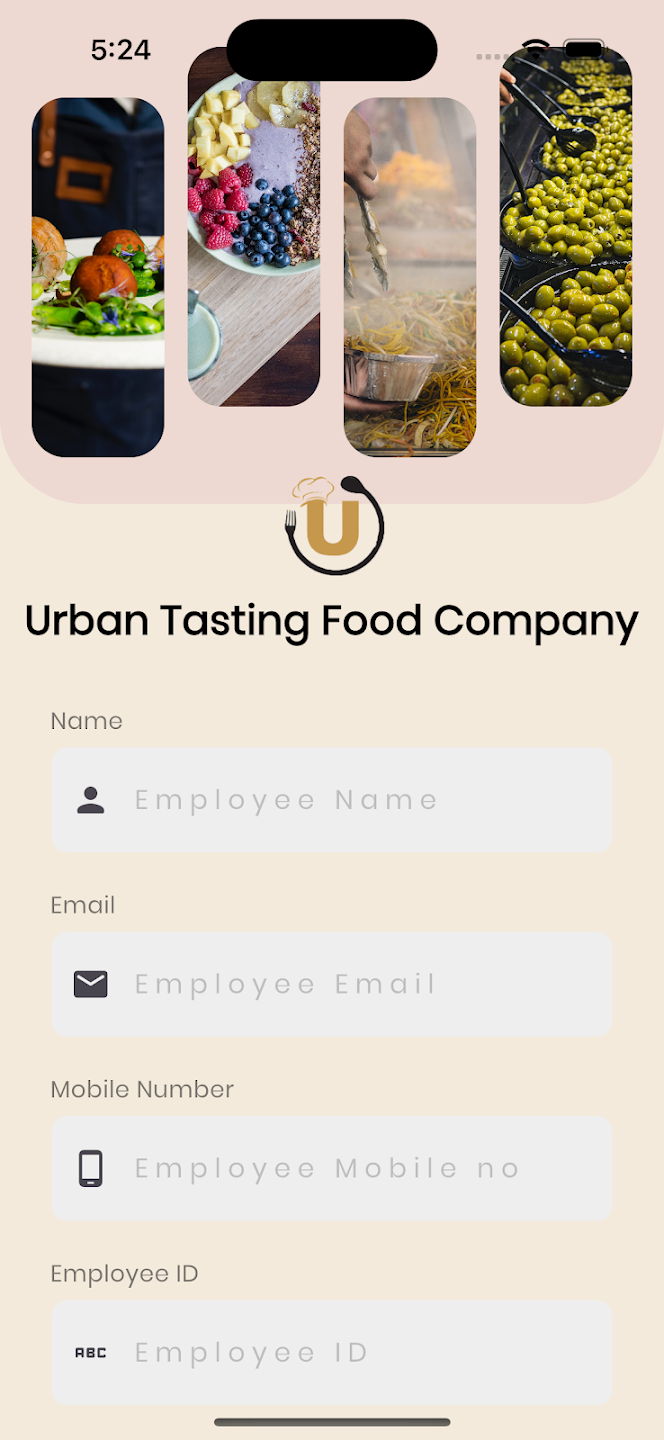 5:24
U
Urban Tasting Food Company
Name
Employee Name
Email
Employee Email
Mobile Number
Employee Mobile no
Employee ID
ABC Employee ID